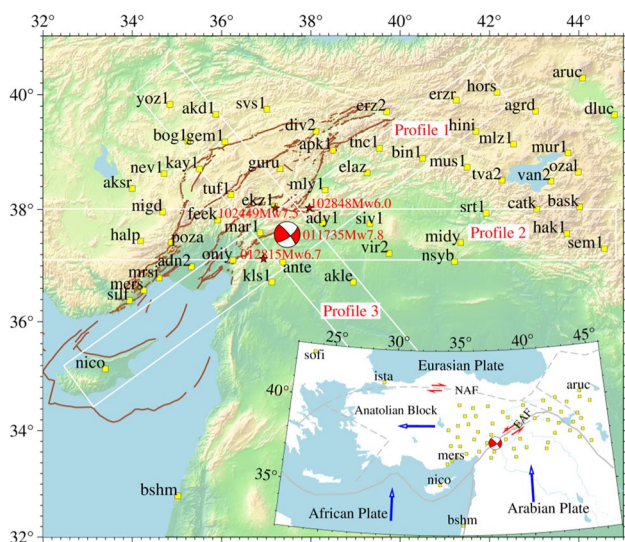 32° 34° 36° 38° 40° 42° 44°
40°
38°
36°
34°
32°
aruc
hors
yoz1
erzr
svs1
erz2
agrd
dluc
akd1
div2
Profile 1
hini
bog1
gem1
apk1
tnc1
mlz1
mur1
bin1
kay1
guru
nev1
elaz
mus1
ozal
aksr
mly1
tva2
van2
tuf1
ekz1
102848Mw6.0
nigd
feek
102449Mw7.5
srt1
catk
bask
ady1
siv1
mar1
011735Mw7.8
Profile 2
halp
poza
midy
hak1
vir2
sem1
oniy
012815Mw6.7
nsyb
adn2
ante
mrsi
kls1
akle
mers
silf
Profile 3
nico
bshm
25° 30° 35° 40° 45°
sofi
ista
Eurasian Plate
40°
NAF
aruc
Anatolian Block
EAF
mers
35°
nico
African Plate
Arabian Plate
bshm